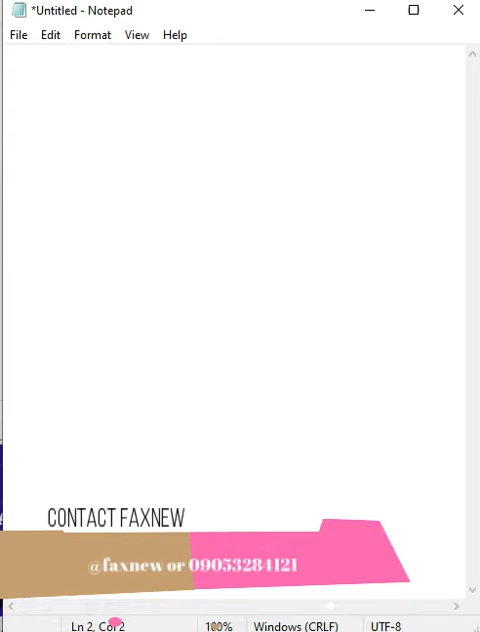 *Untitled - Notepad
File Edit Format View Help
CONTACT FAXNEW
@faxnew or 09053284121
Ln 2, Col 2 100% Windows (CRLF) UTF-8